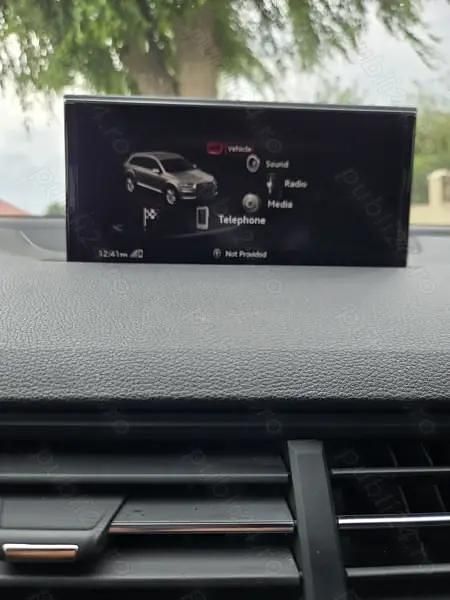 Vehicle
Sound
Radio
Media
Telephone
12:41PM
Not Provided